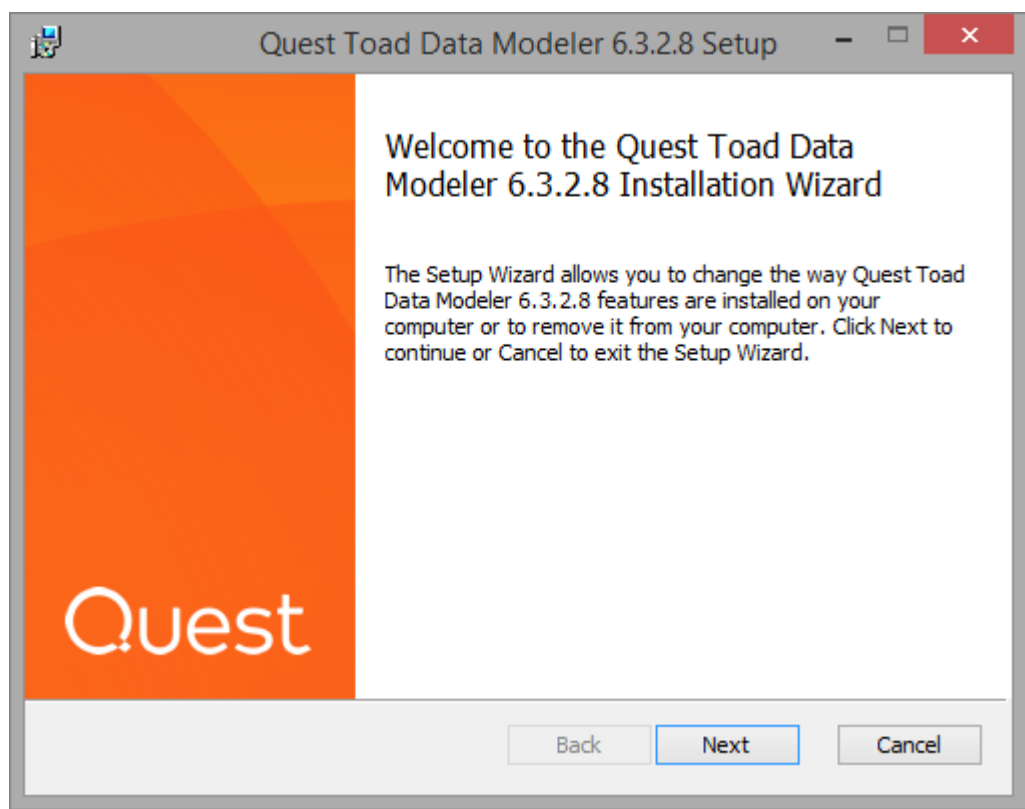 Quest Toad Data Modeler 6.3.2.8 Setup
Welcome to the Quest Toad Data
Modeler 6.3.2.8 Installation Wizard
The Setup Wizard allows you to change the way Quest Toad
Data Modeler 6.3.2.8 features are installed on your
computer or to remove it from your computer. Click Next to
continue or Cancel to exit the Setup Wizard.
Quest
Back Next Cancel